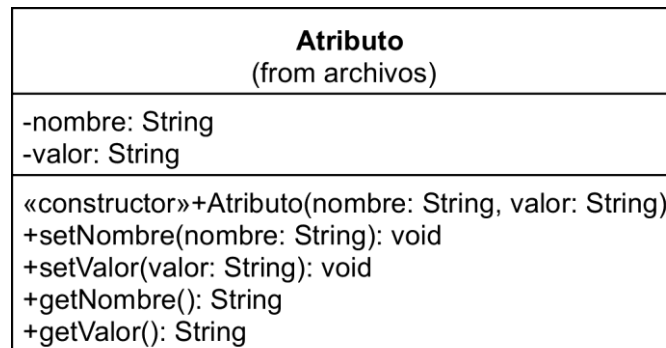 Atributo
(from archivos)
-nombre: String
-valor: String
«constructor»+Atributo(nombre: String, valor: String)
+setNombre(nombre: String): void
+setValor(valor: String): void
+getNombre(): String
+getValor(): String